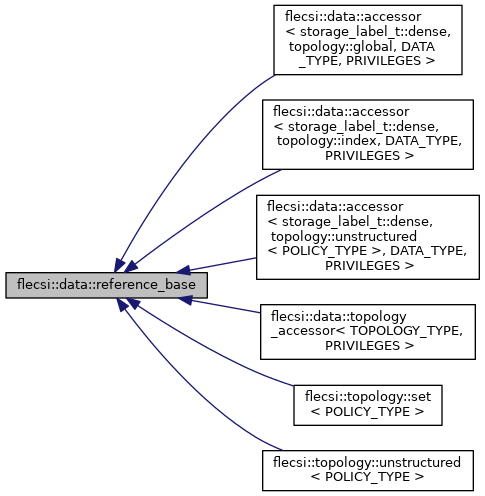 flecsi::data::accessor
< storage_label_t::dense,
topology::global, DATA
_TYPE, PRIVILEGES >
flecsi::data::accessor
< storage_label_t::dense,
topology::index, DATA_TYPE,
PRIVILEGES >
flecsi::data::accessor
< storage_label_t::dense,
topology::unstructured
< POLICY_TYPE >, DATA_TYPE,
PRIVILEGES >
flecsi::data::reference_base
flecsi::data::topology
_accessor< TOPOLOGY_TYPE,
PRIVILEGES >
flecsi::topology::set
< POLICY_TYPE >
flecsi::topology::unstructured
< POLICY_TYPE >